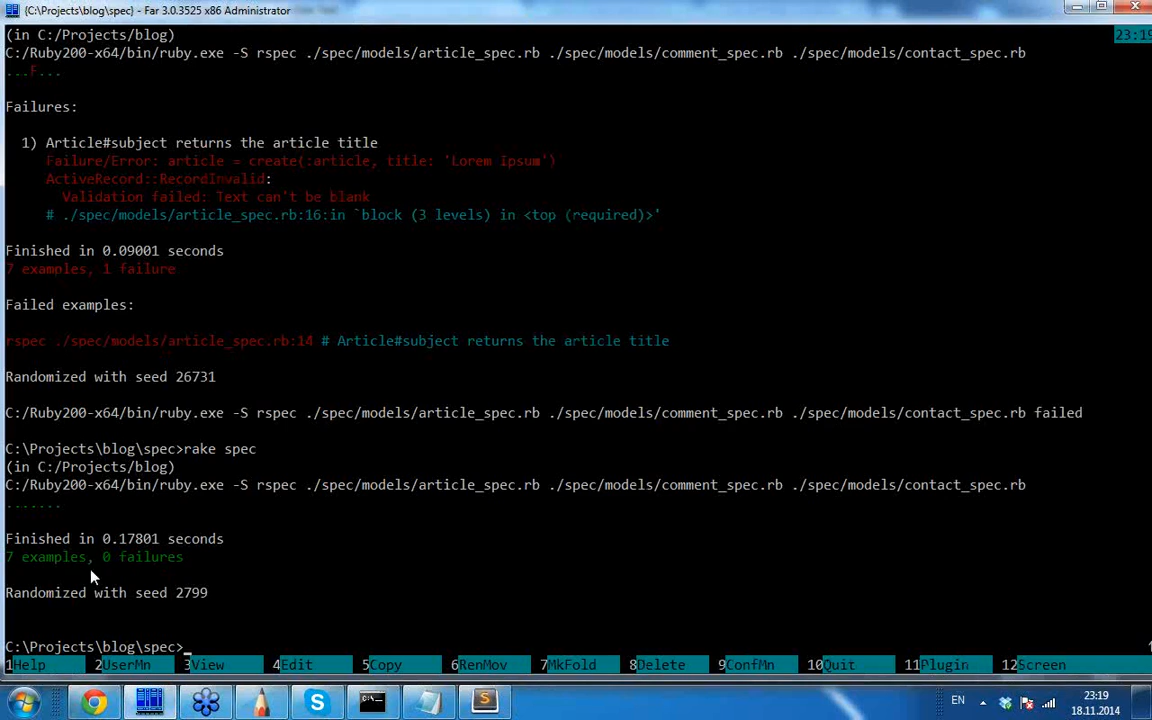 {C:\Projects\blog\spec} - Far 3.0.3525 x86 Administrator
(in C:/Projects/blog)
23:19
C:/Ruby200-x64/bin/ruby.exe -S rspec ./spec/models/article_spec.rb ./spec/models/comment_spec.rb ./spec/models/contact_spec.rb
...F...
Failures:
1) Article#subject returns the article title
Failure/Error: article = create(:article, title: 'Lorem Ipsum')
ActiveRecord::RecordInvalid:
Validation failed: Text can't be blank
# ./spec/models/article_spec.rb:16:in `block (3 levels) in <top (required)>'
Finished in 0.09001 seconds
7 examples, 1 failure
Failed examples:
rspec ./spec/models/article_spec.rb:14 # Article#subject returns the article title
Randomized with seed 26731
C:/Ruby200-x64/bin/ruby.exe -S rspec ./spec/models/article_spec.rb ./spec/models/comment_spec.rb ./spec/models/contact_spec.rb failed
C:\Projects\blog\spec>rake spec
(in C:/Projects/blog)
C:/Ruby200-x64/bin/ruby.exe -S rspec ./spec/models/article_spec.rb ./spec/models/comment_spec.rb ./spec/models/contact_spec.rb
.......
Finished in 0.17801 seconds
7 examples, 0 failures
Randomized with seed 2799
C:\Projects\blog\spec>_
1Help 2UserMn 3View 4Edit 5Copy 6RenMov 7MkFold 8Delete 9ConfMn 10Quit 11Plugin 12Screen
C:\. EN 23:19
18.11.2014